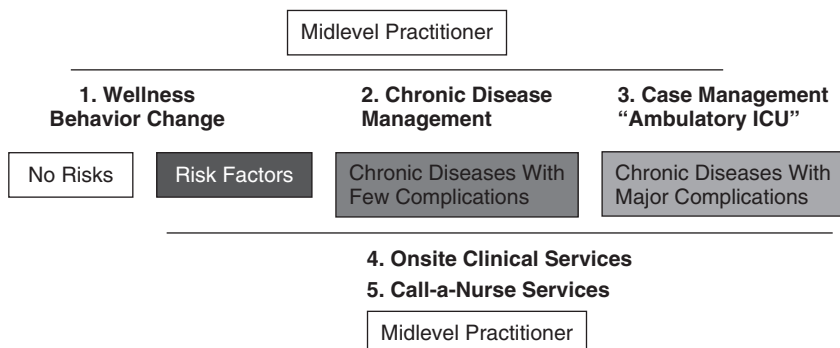 Midlevel Practitioner
1. Wellness
Behavior Change
2. Chronic Disease
Management
3. Case Management
“Ambulatory ICU”
No Risks
Risk Factors
Chronic Diseases With
Few Complications
Chronic Diseases With
Major Complications
4. Onsite Clinical Services
5. Call-a-Nurse Services
Midlevel Practitioner